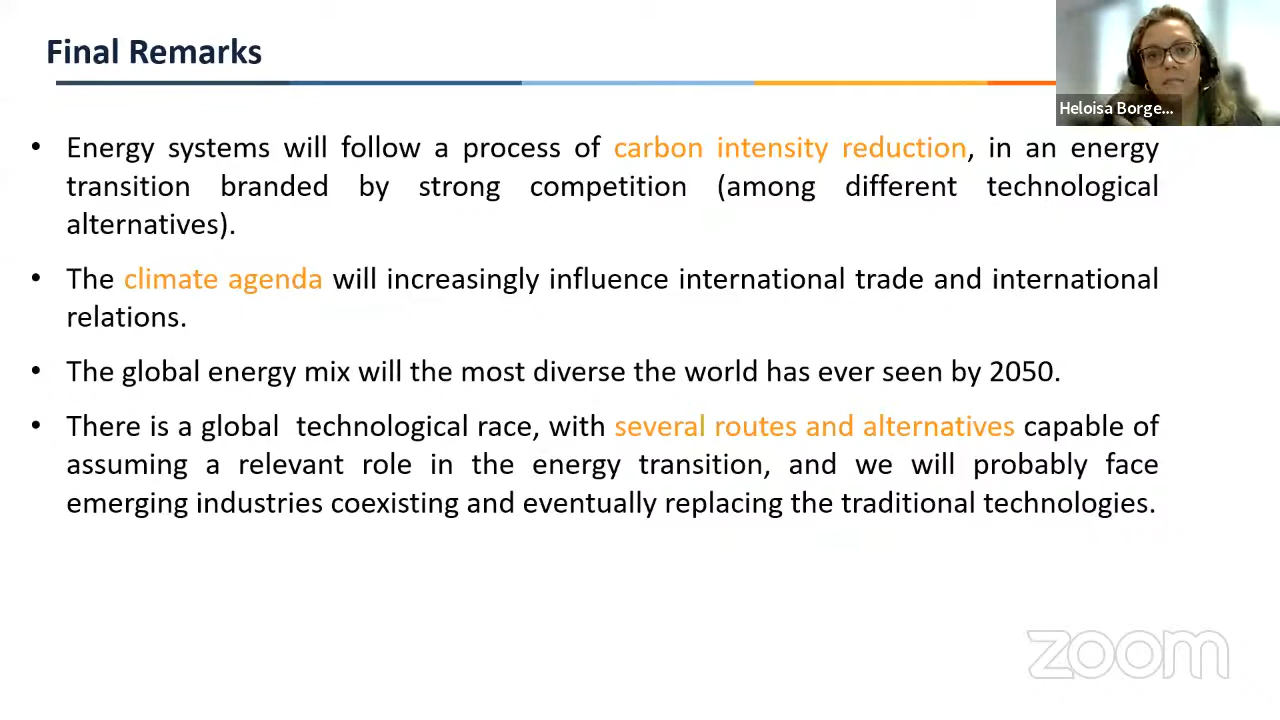 Final Remarks
Heloisa Borge...
• Energy systems will follow a process of carbon intensity reduction, in an energy
transition branded by strong competition (among different technological
alternatives).
• The climate agenda will increasingly influence international trade and international
relations.
• The global energy mix will the most diverse the world has ever seen by 2050.
• There is a global technological race, with several routes and alternatives capable of
assuming a relevant role in the energy transition, and we will probably face
emerging industries coexisting and eventually replacing the traditional technologies.
zoom